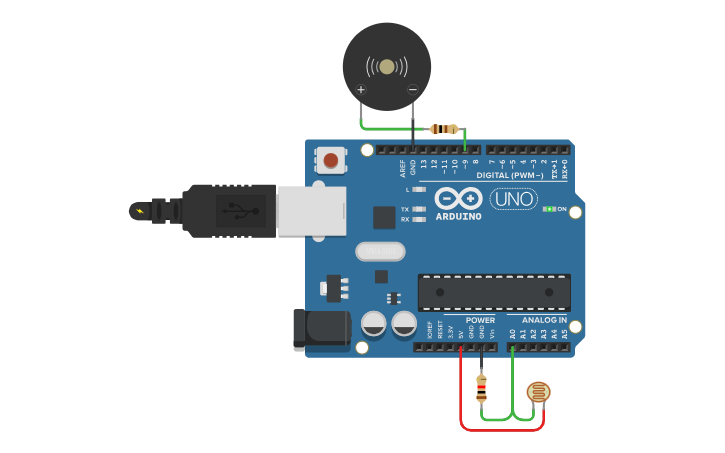 + −
AREF
GND
13
12
~11
~10
~9
8
7
~6
~5
4
~3
2
TX→1
RX←0
DIGITAL (PWM~)
L
TX
RX
ARDUINO
UNO
ON
POWER
ANALOG IN
IOREF
RESET
3.3V
5V
GND
GND
Vin
A0
A1
A2
A3
A4
A5